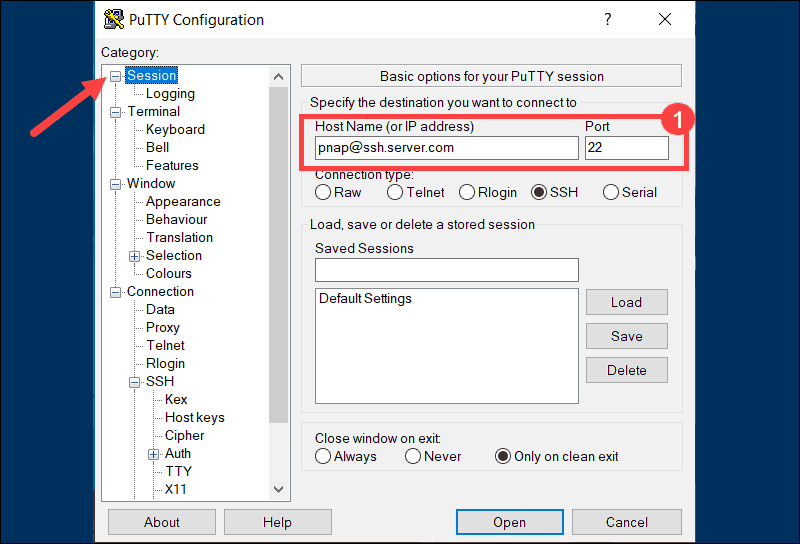 PuTTY Configuration
?
Category:
Session
Logging
Terminal
Keyboard
Bell
Features
Window
Appearance
Behaviour
Translation
Selection
Colours
Connection
Data
Proxy
Telnet
Rlogin
SSH
Kex
Host keys
Cipher
Auth
TTY
X11
Basic options for your PuTTY session
Specify the destination you want to connect to
1
Host Name (or IP address) Port
pnap@ssh.server.com 22
Connection type:
Raw Telnet Rlogin SSH Serial
Load, save or delete a stored session
Saved Sessions
Default Settings
Load
Save
Delete
Close window on exit:
Always Never Only on clean exit
About Help Open Cancel